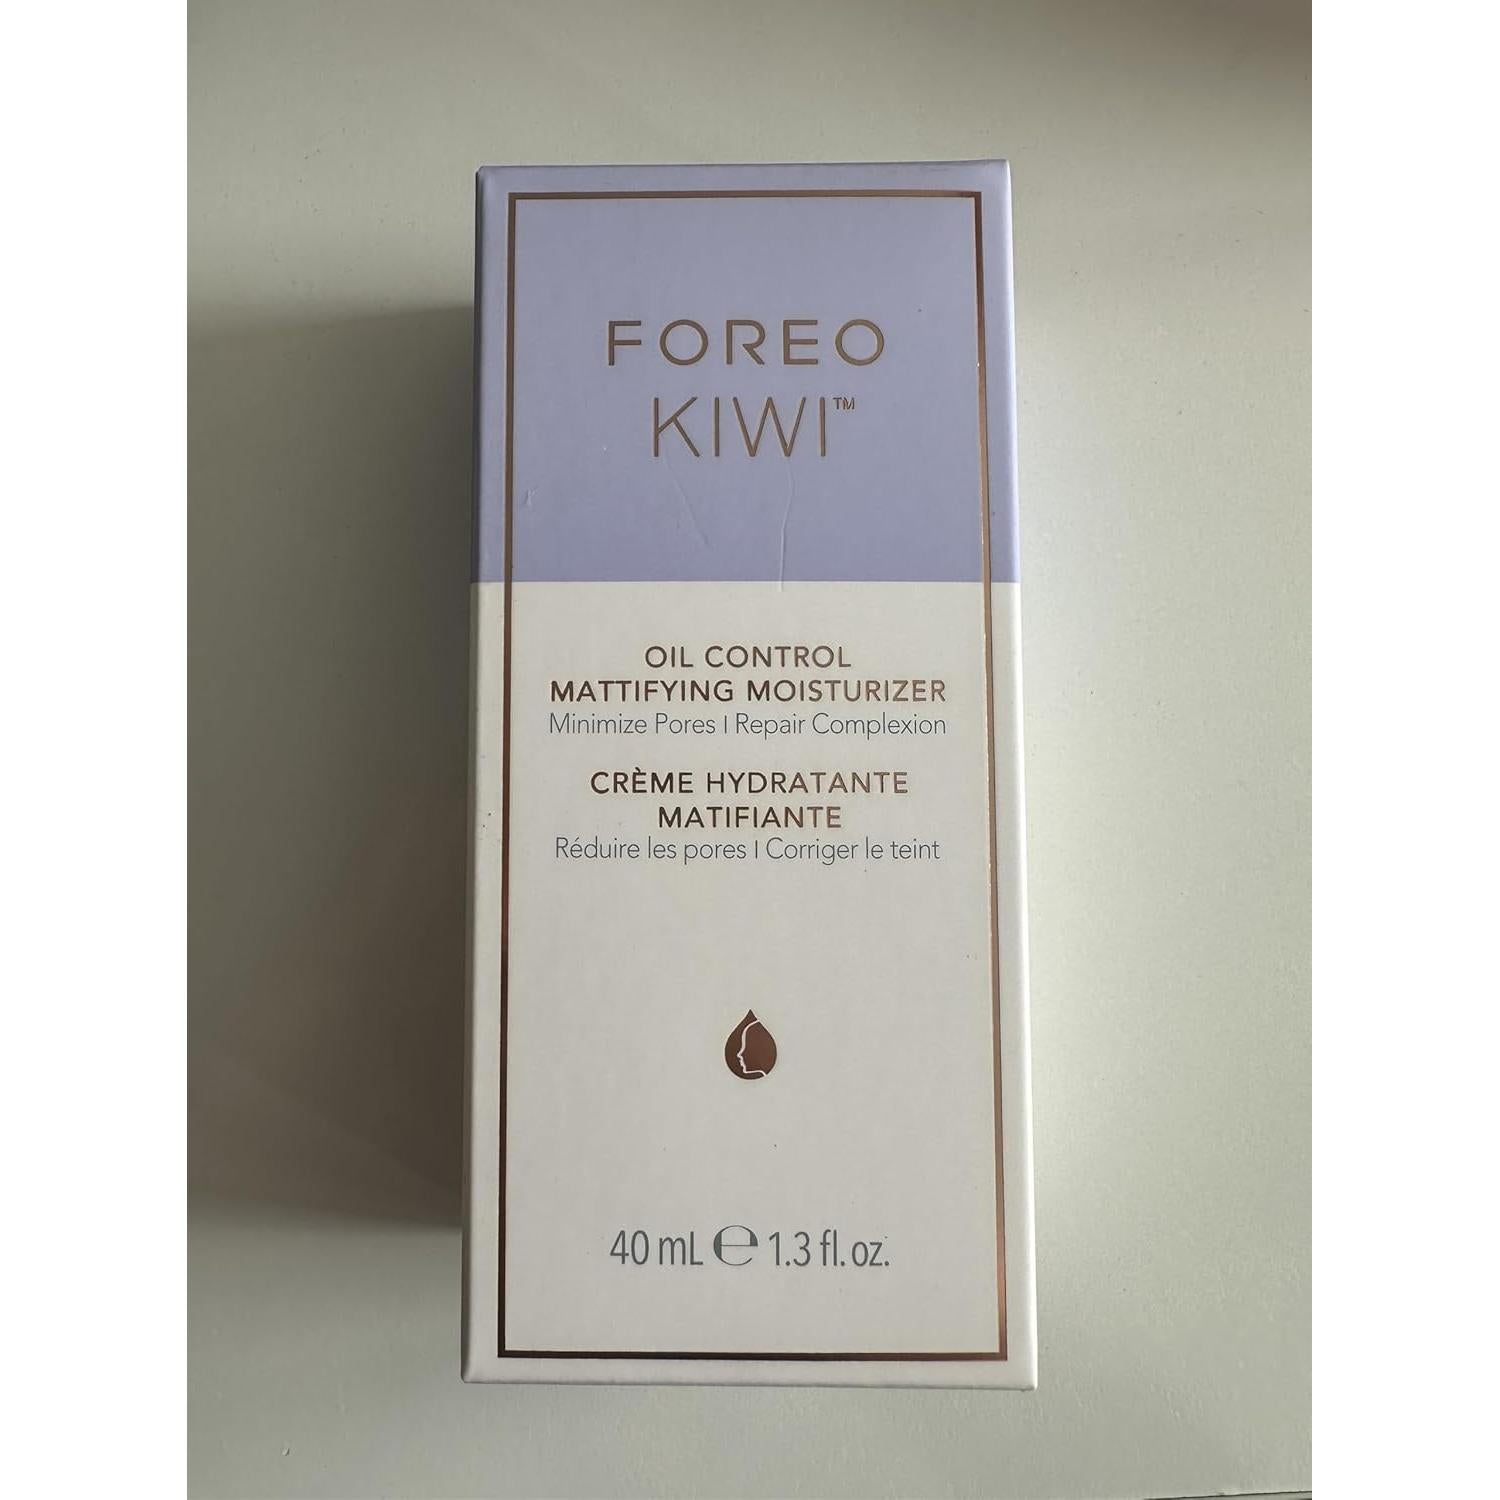 FOREO
KIWI™
OIL CONTROL
MATTIFYING MOISTURIZER
Minimize Pores | Repair Complexion
CRÈME HYDRATANTE
MATIFIANTE
Réduire les pores | Corriger le teint
40 mL ℮ 1.3 fl. oz.